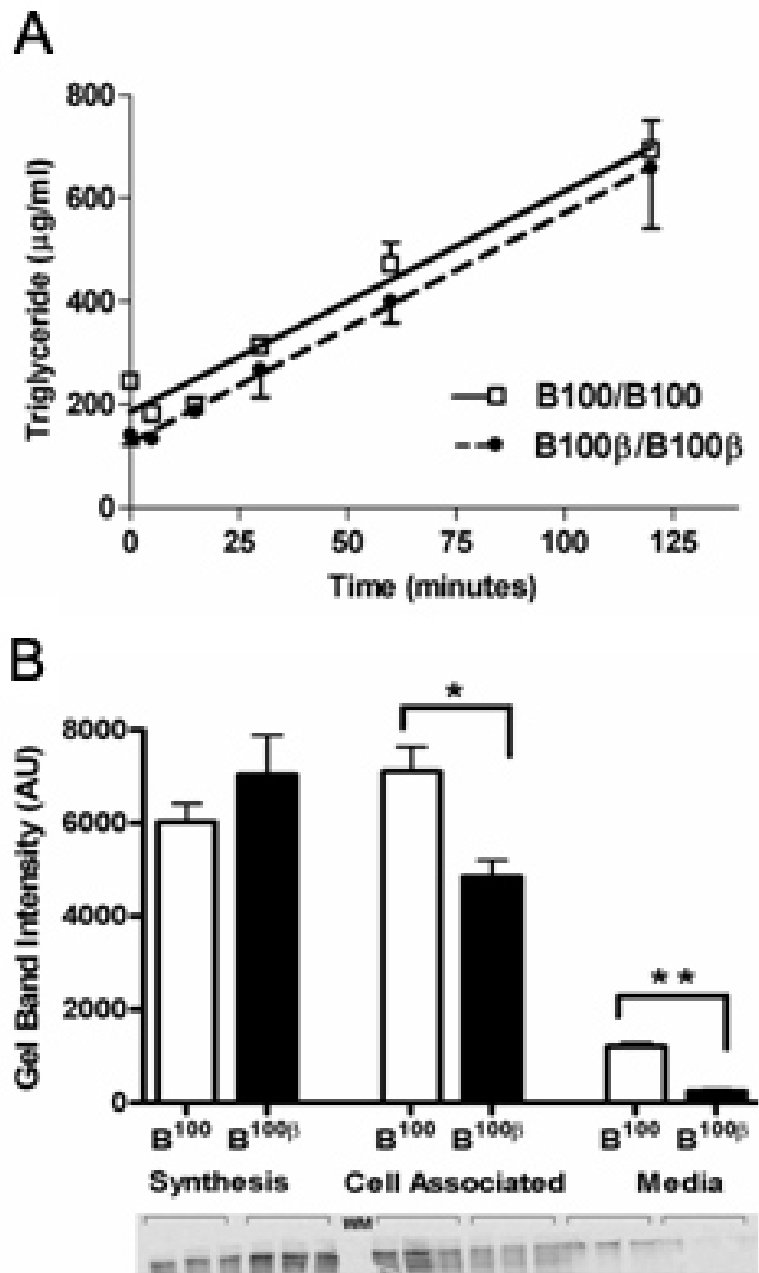 A
800
600
400
200
0
Triglyceride (µg/ml)
B100/B100
B100β/B100β
0 25 50 75 100 125
Time (minutes)
B
8000
6000
4000
2000
0
Gel Band Intensity (AU)
*
**
B100 B100β B100 B100β B100 B100β
Synthesis Cell Associated Media